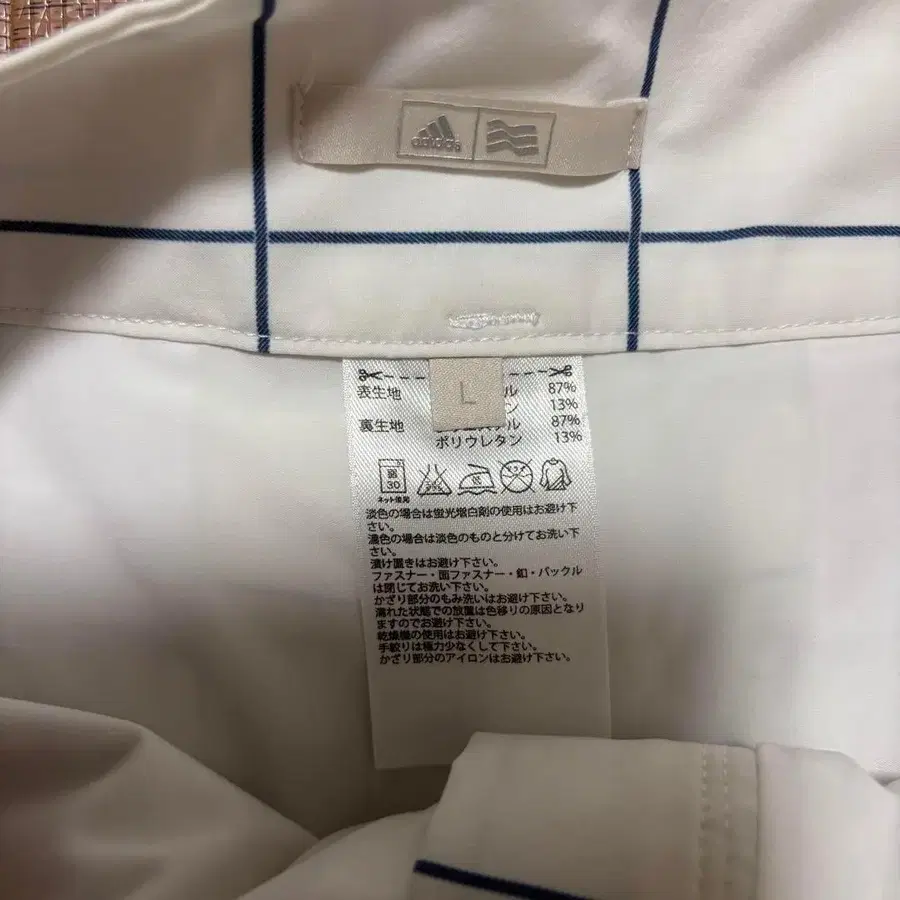 adidas
L
表生地 ル 87%
ン 13%
裏生地 ル 87%
ポリウレタン 13%
30
ネット使用
淡色の場合は蛍光増白剤の使用はお避け下
さい。
濃色の場合は淡色のものと分けてお洗い下
さい。
漬け置きはお避け下さい。
ファスナー・面ファスナー・釦・バックル
は閉じてお洗い下さい。
かざり部分のもみ洗いはお避け下さい。
濡れた状態での放置は色移りの原因となり
ますのでお避け下さい。
乾燥機の使用はお避け下さい。
手絞りは極力少なくして下さい。
かざり部分のアイロンはお避け下さい。